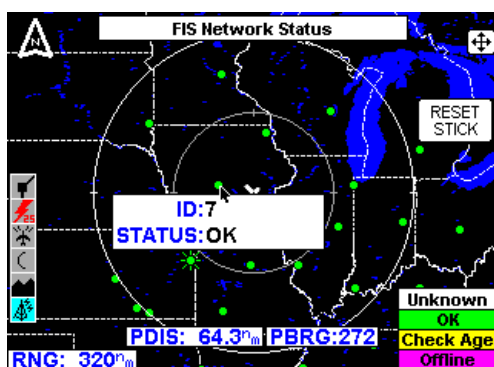 FIS Network Status
N
RESET
STICK
25
ID:7
STATUS:OK
Unknown
OK
Check Age
Offline
PDIS: 64.3nm PBRG:272
RNG: 320nm